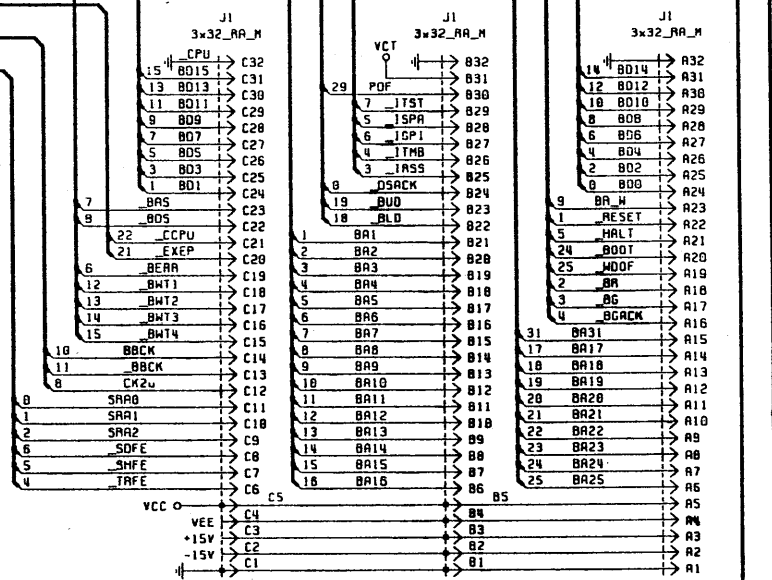 J1 J1 J1
3x32_RA_M 3x32_RA_M 3x32_RA_M
_CPU C32 VCT B32 A32
15 BD15 C31 B31 14 BD14 A31
13 BD13 C30 29 POF B30 12 BD12 A30
11 BD11 C29 7 _ITST B29 10 BD10 A29
9 BD9 C28 5 _ISPA B28 8 BD8 A28
7 BD7 C27 6 _IGPI B27 6 BD6 A27
5 BD5 C26 4 _ITMB B26 4 BD4 A26
3 BD3 C25 3 _IRSS B25 2 BD2 A25
1 BD1 C24 0 _DSACK B24 0 BD0 A24
7 _BAS C23 19 _BUD B23 9 BR_W A23
9 _BDS C22 18 _BLD B22 1 _RESET A22
22 _CCPU C21 1 BA1 B21 5 _HALT A21
21 _EXEP C20 2 BA2 B20 24 _BOOT A20
6 _BERR C19 3 BA3 B19 25 _WDOF A19
12 _BWT1 C18 4 BA4 B18 2 _BR A18
13 _BWT2 C17 5 BA5 B17 3 _BG A17
14 _BWT3 C16 6 BA6 B16 4 _BGACK A16
15 _BWT4 C15 7 BA7 B15 31 BA31 A15
10 BBCK C14 8 BA8 B14 17 BA17 A14
11 _BBCK C13 9 BA9 B13 18 BA18 A13
8 CK2u C12 10 BA10 B12 19 BA19 A12
0 SRA0 C11 11 BA11 B11 20 BA20 A11
1 SRA1 C10 12 BA12 B10 21 BA21 A10
2 SRA2 C9 13 BA13 B9 22 BA22 A9
6 _SDFE C8 14 BA14 B8 23 BA23 A8
5 _SHFE C7 15 BA15 B7 24 BA24 A7
4 _TRFE C6 16 BA16 B6 25 BA25 A6
VCC C5 B5 A5
VEE C4 B4 A4
+15V C3 B3 A3
-15V C2 B2 A2
C1 B1 A1